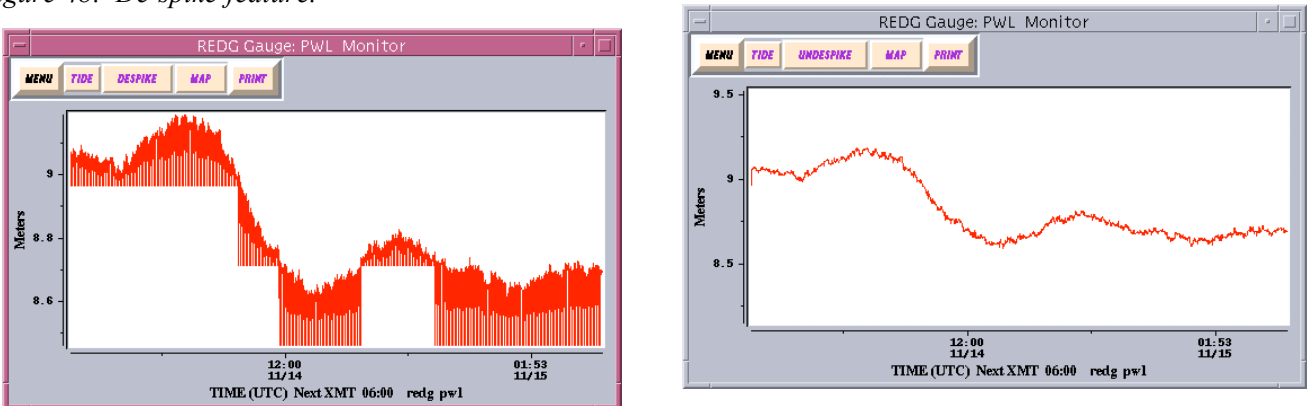 Figure 48. De-spike feature.
REDG Gauge: PWL Monitor
MENU TIDE DESPIKE MAP PRINT
9
8.8
8.6
Meters
12:00 01:53
11/14 11/15
TIME (UTC) Next XMT 06:00 redg pwl
REDG Gauge: PWL Monitor
MENU TIDE UNDESPIKE MAP PRINT
9.5
9
8.5
Meters
12:00 01:53
11/14 11/15
TIME (UTC) Next XMT 06:00 redg pwl